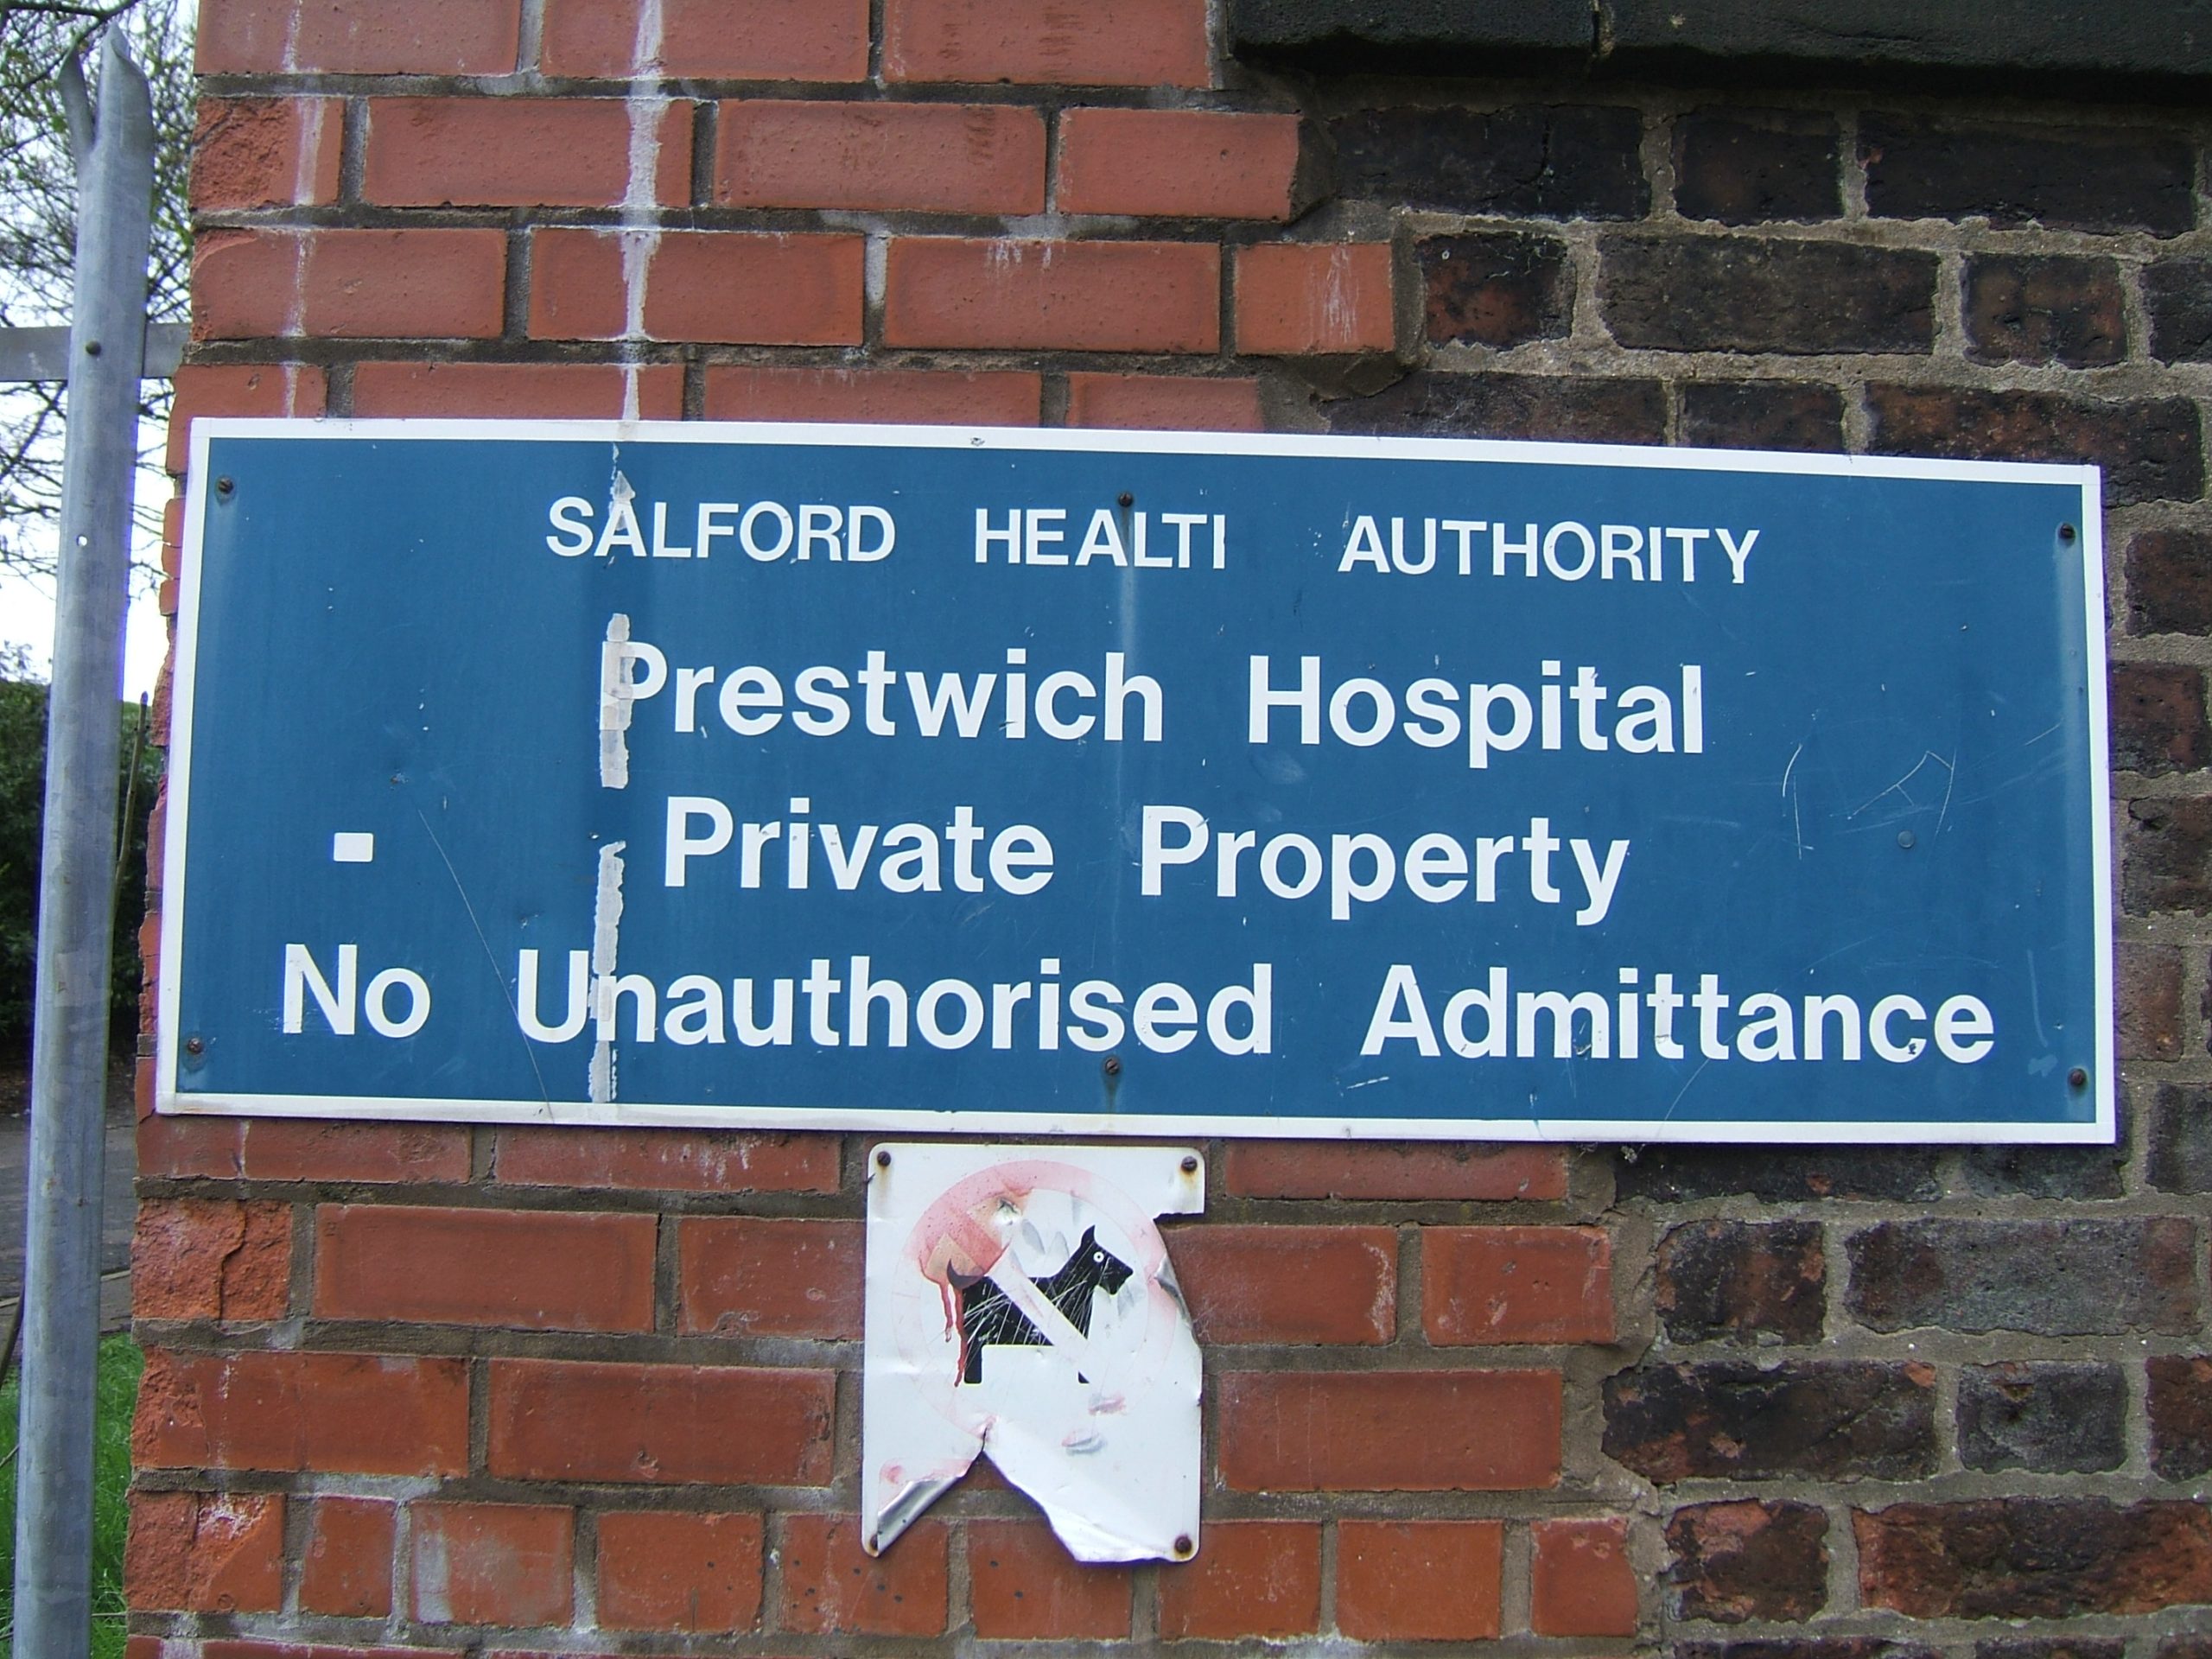 SALFORD HEALTI AUTHORITY
Prestwich Hospital
Private Property
No Unauthorised Admittance